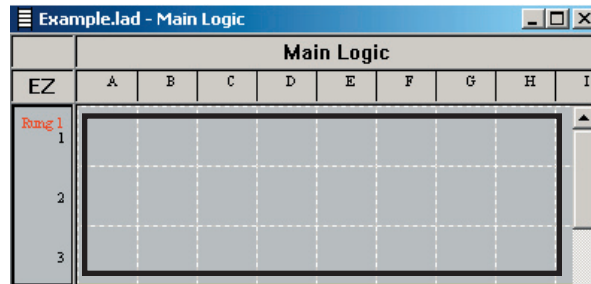 Example.lad - Main Logic
Main Logic
EZ A B C D E F G H I
Rung 1
1
2
3